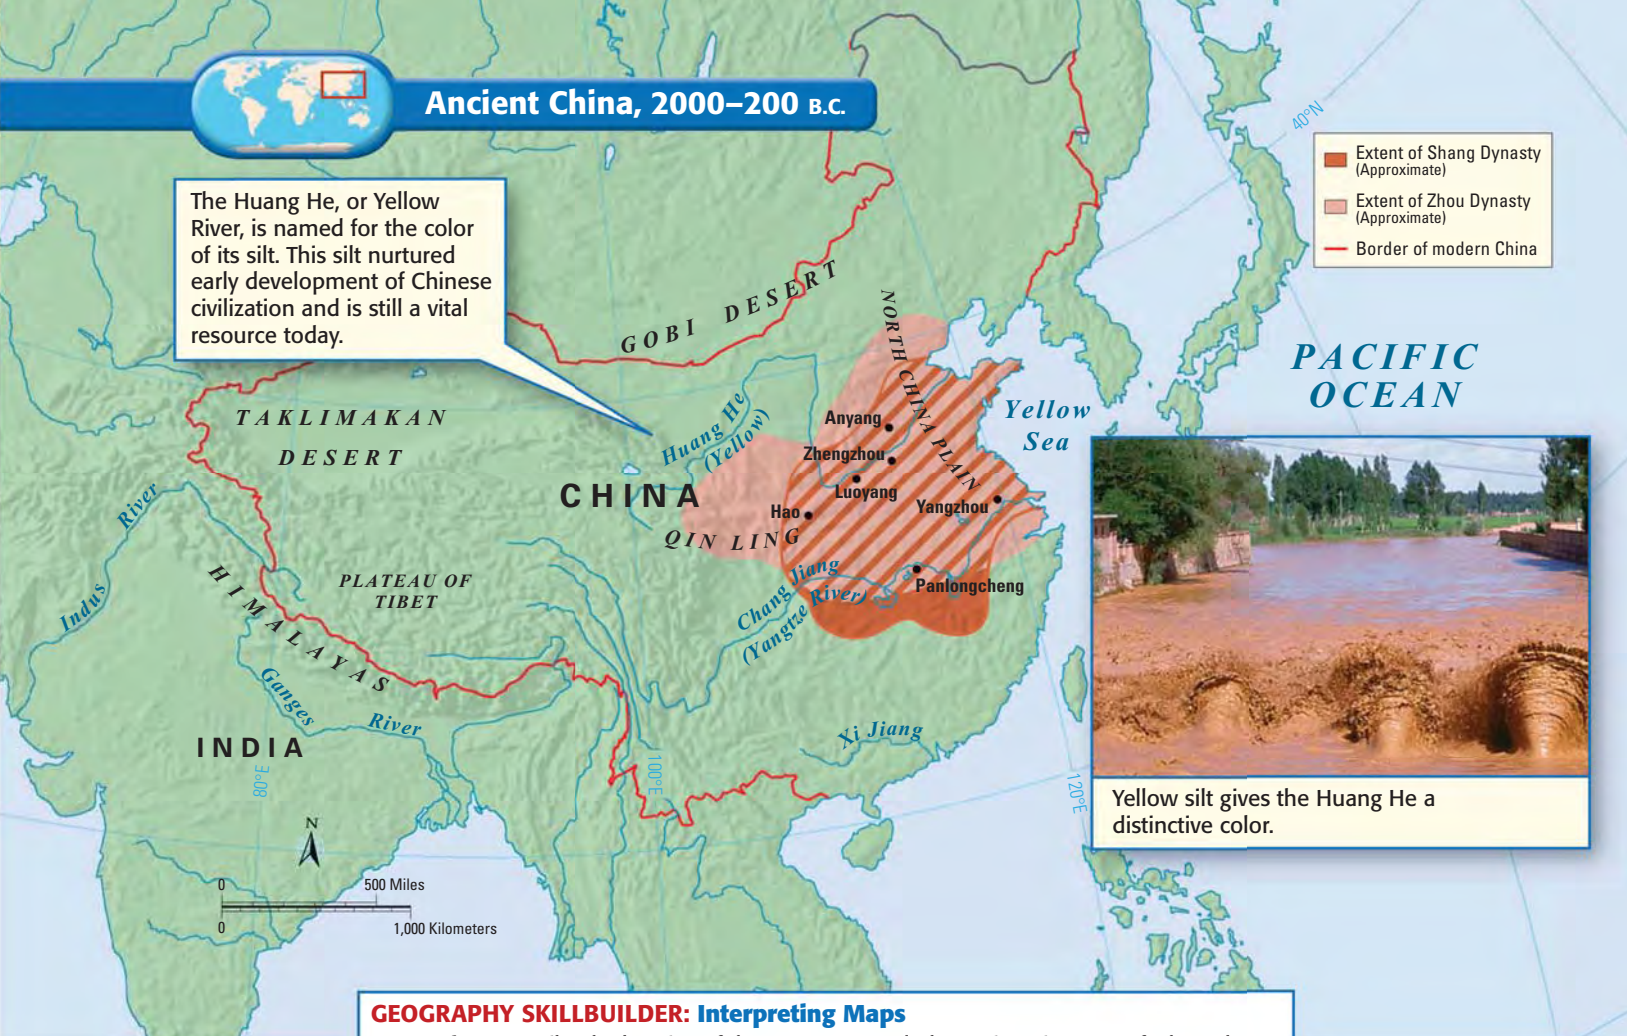 Ancient China, 2000–200 B.C.
The Huang He, or Yellow
River, is named for the color
of its silt. This silt nurtured
early development of Chinese
civilization and is still a vital
resource today.
40°N
Extent of Shang Dynasty
(Approximate)
Extent of Zhou Dynasty
(Approximate)
Border of modern China
GOBI DESERT
NORTH CHINA PLAIN
PACIFIC
OCEAN
TAKLIMAKAN
DESERT
Huang He
(Yellow)
Yellow
Sea
Anyang
Zhengzhou
Luoyang
Yangzhou
Hao
CHINA
QIN LING
Indus River
HIMALAYAS
PLATEAU OF
TIBET
Chang Jiang
(Yangtze River)
Panlongcheng
Ganges River
INDIA
Xi Jiang
80°E
100°E
120°E
Yellow silt gives the Huang He a
distinctive color.
N
0 500 Miles
0 1,000 Kilometers
GEOGRAPHY SKILLBUILDER: Interpreting Maps